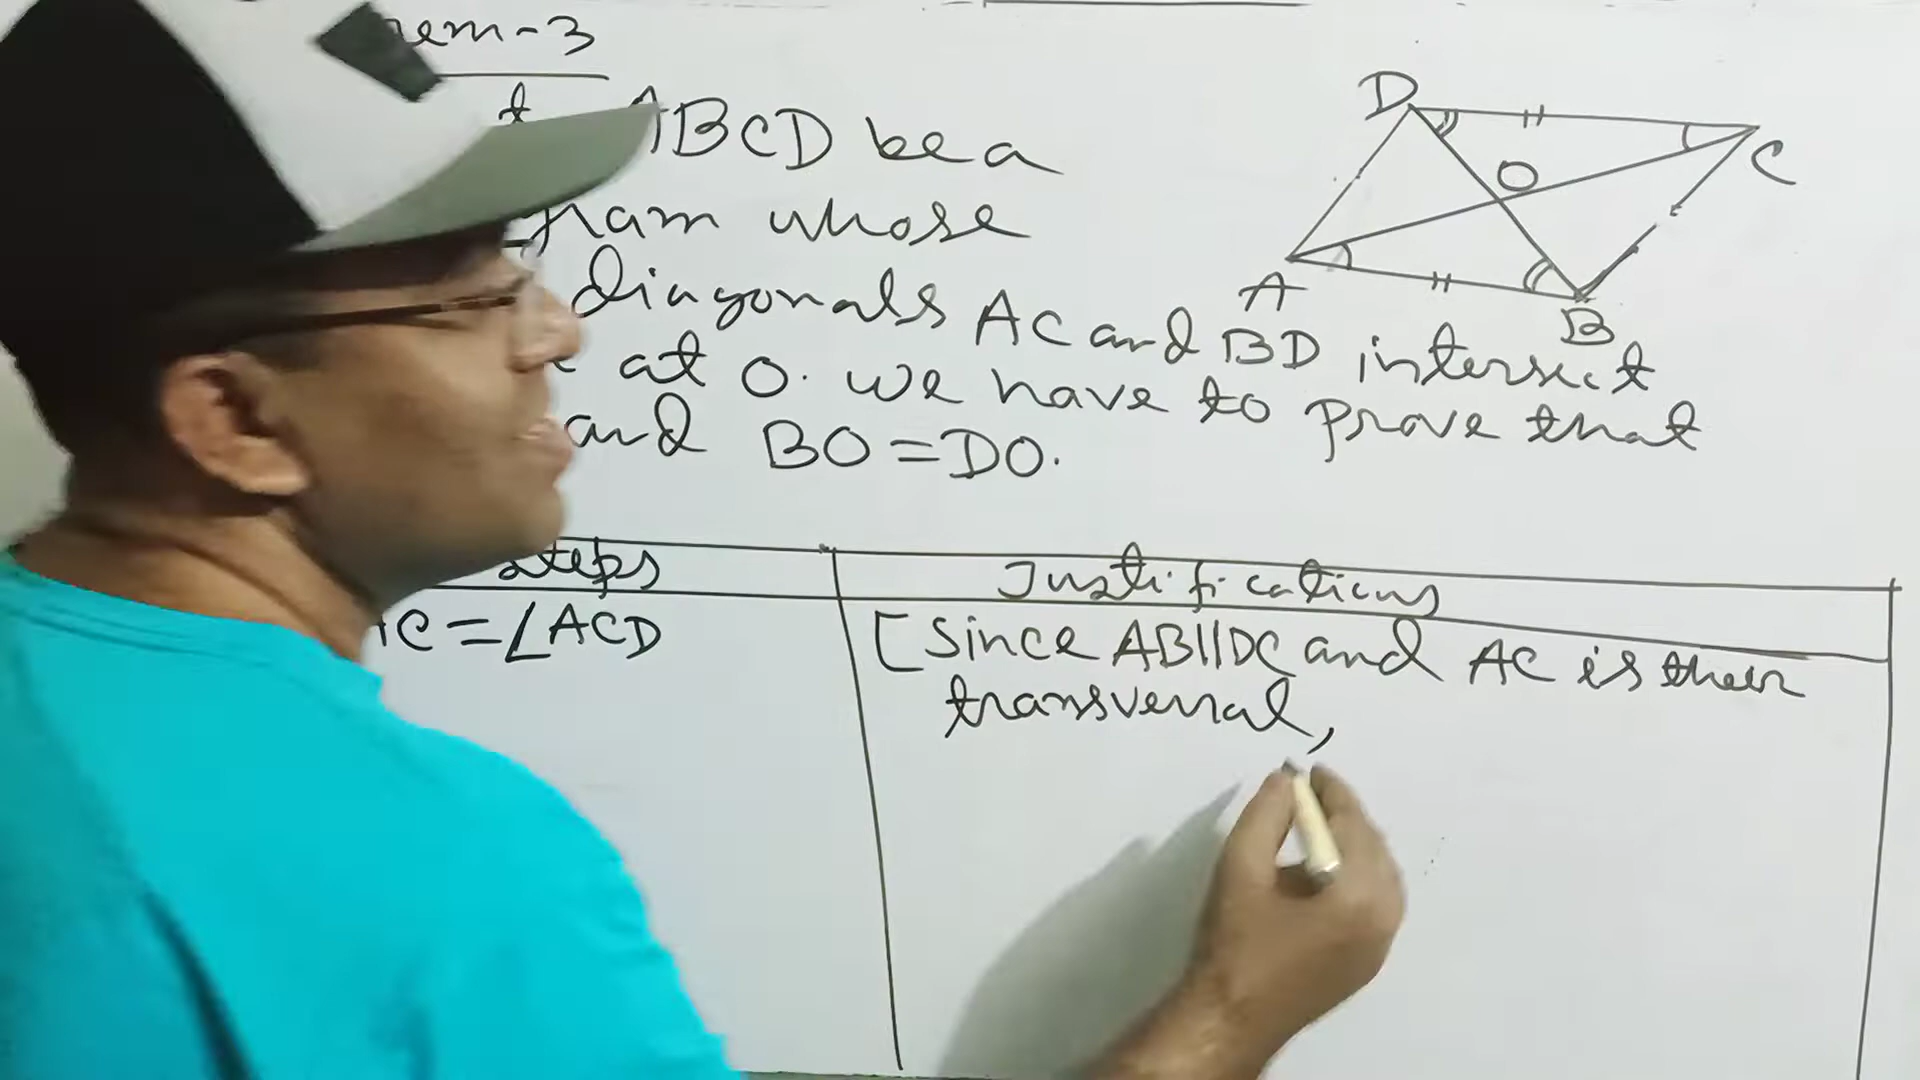 em-3
ABCD be a
gram whose
diagonals AC and BD intersect
at O. we have to prove that
and BO=DO.
D
C
O
A
B
Steps
Justifications
C=∠ACD
[Since AB||DC and AC is their
transversal,